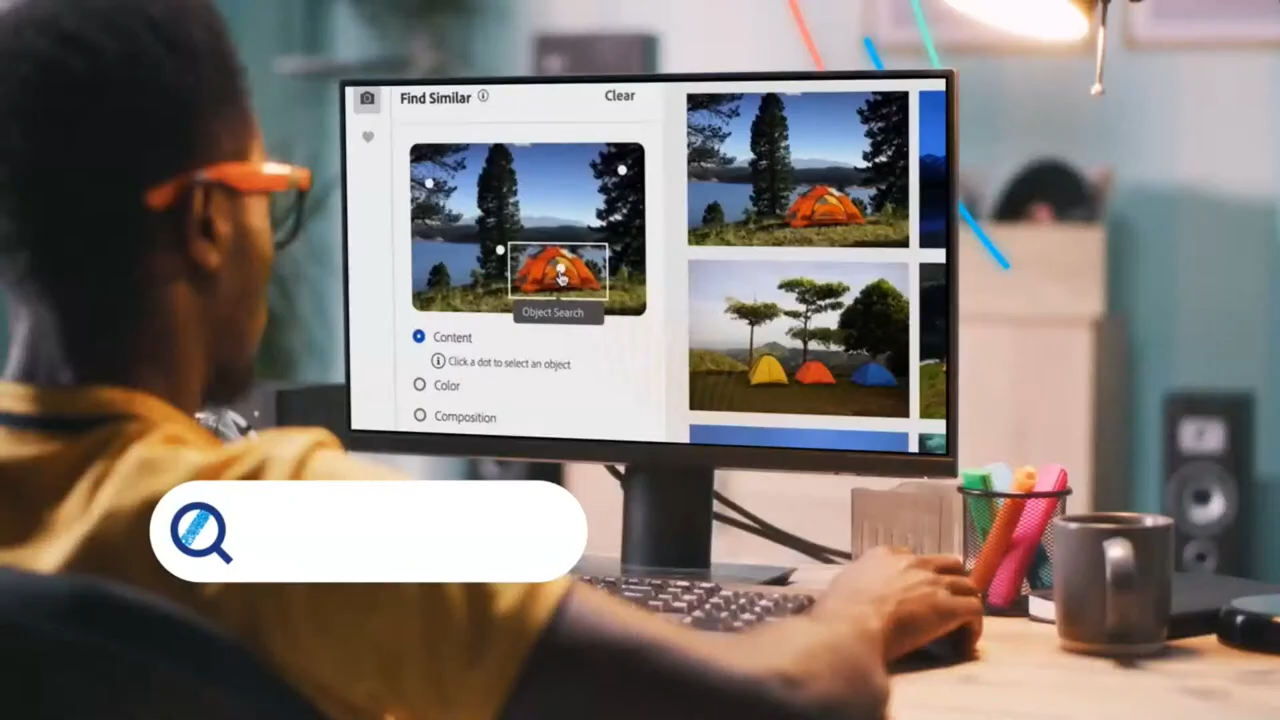 Find Similar
Clear
Object Search
Content
Click a dot to select an object
Color
Composition